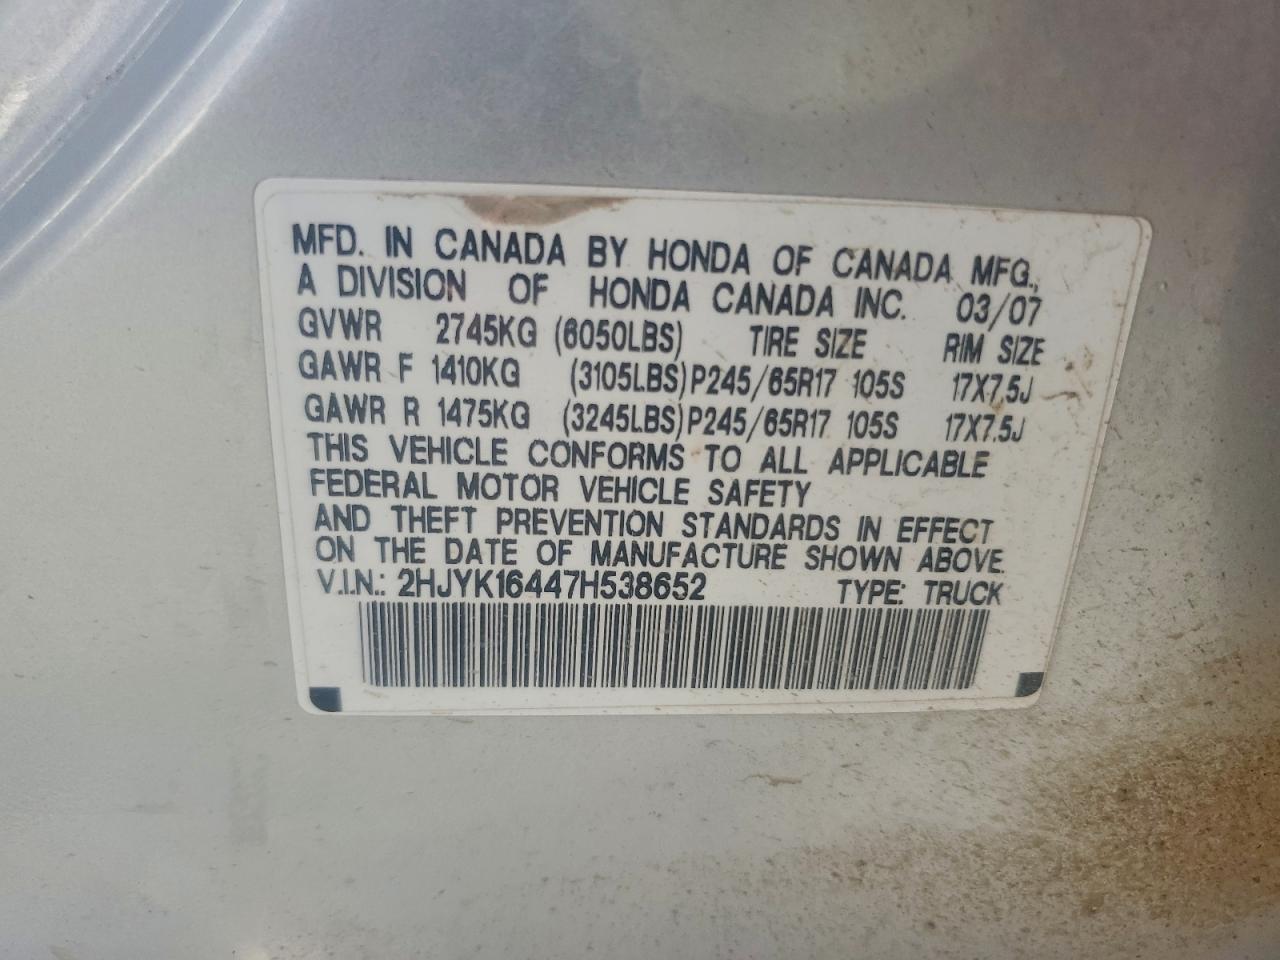 MFD. IN CANADA BY HONDA OF CANADA MFG.,
A DIVISION OF HONDA CANADA INC. 03/07
GVWR 2745KG (6050LBS) TIRE SIZE RIM SIZE
GAWR F 1410KG (3105LBS) P245/65R17 105S 17X7.5J
GAWR R 1475KG (3245LBS) P245/65R17 105S 17X7.5J
THIS VEHICLE CONFORMS TO ALL APPLICABLE
FEDERAL MOTOR VEHICLE SAFETY
AND THEFT PREVENTION STANDARDS IN EFFECT
ON THE DATE OF MANUFACTURE SHOWN ABOVE.
V.I.N.: 2HJYK16447H538652 TYPE: TRUCK